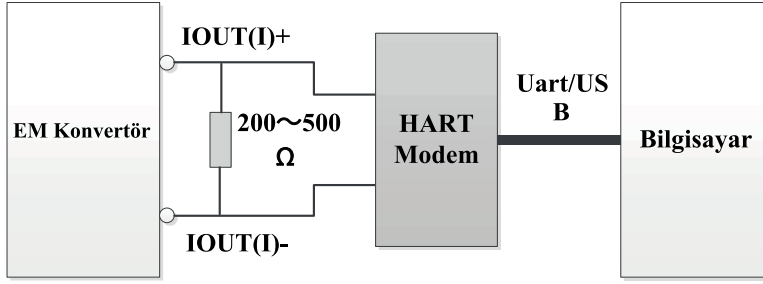 IOUT(I)+
EM Konvertör
200～500
Ω
IOUT(I)-
HART
Modem
Uart/US
B
Bilgisayar